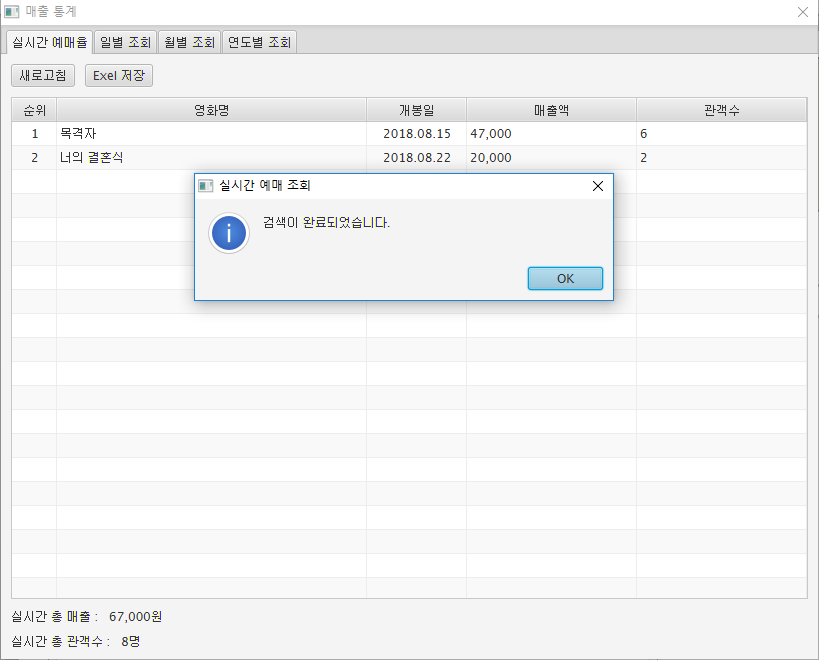 매출 통계
실시간 예매율 일별 조회 월별 조회 연도별 조회
새로고침 Exel 저장
순위 영화명 개봉일 매출액 관객수
1 목격자 2018.08.15 47,000 6
2 너의 결혼식 2018.08.22 20,000 2
실시간 예매 조회
검색이 완료되었습니다.
OK
실시간 총 매출 : 67,000원
실시간 총 관객수 : 8명